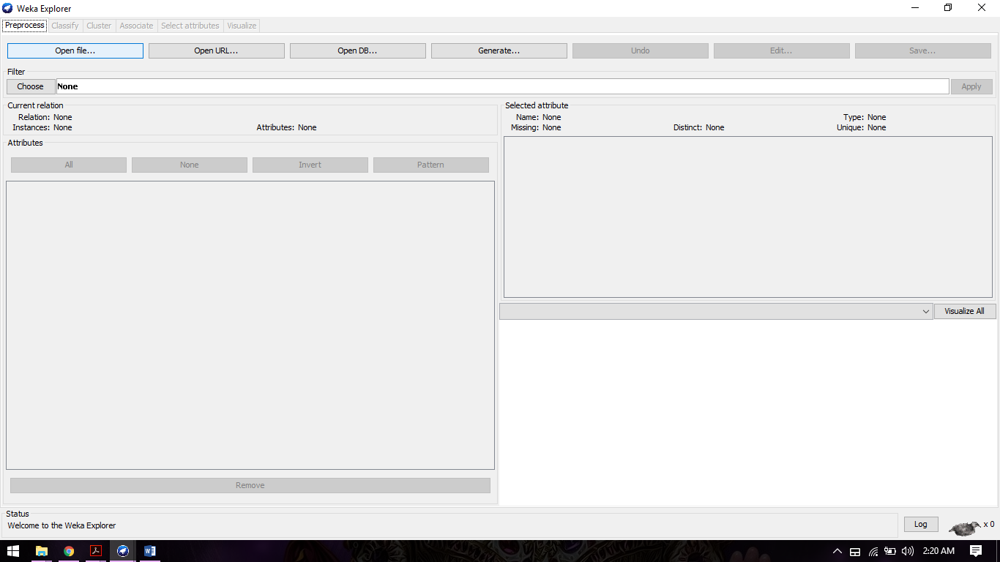 Weka Explorer
Preprocess Classify Cluster Associate Select attributes Visualize
Open file... Open URL... Open DB... Generate... Undo Edit... Save...
Filter
Choose None Apply
Current relation
Relation: None
Instances: None Attributes: None
Attributes
All None Invert Pattern
Remove
Selected attribute
Name: None Type: None
Missing: None Distinct: None Unique: None
Visualize All
Status
Welcome to the Weka Explorer
Log x 0
2:20 AM